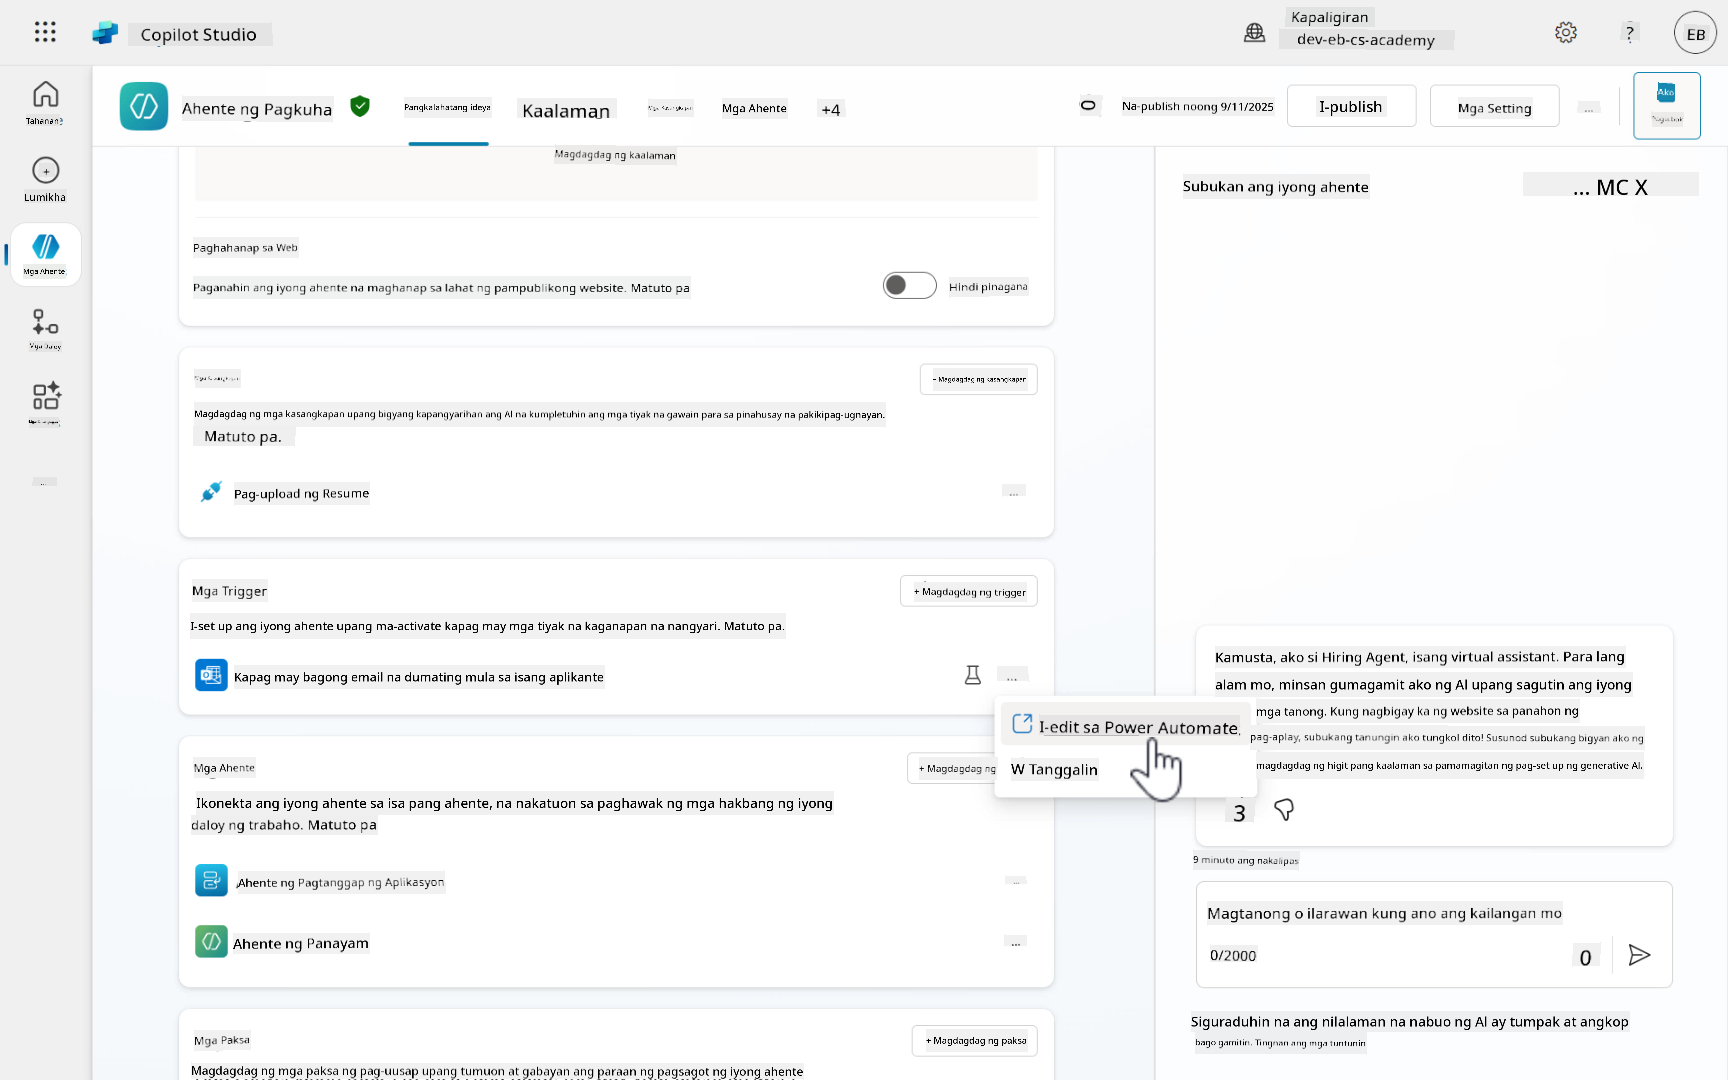 Copilot Studio
Kapaligiran
dev-eb-cs-academy
?
EB
Tahanan?
Lumikha
Mga Ahente
Ahente ng Pagkuha
Pangkalahatang ideya
Kaalaman
Mga Ahente
+4
Na-publish noong 9/11/2025
I-publish
Mga Setting
...
Ako
Magdagdag ng kaalaman
Paghahanap sa Web
Paganahin ang iyong ahente na maghanap sa lahat ng pampublikong website. Matuto pa
Hindi pinagana
+ Magdagdag ng kasangkapan
Magdagdag ng mga kasangkapan upang bigyang kapangyarihan ang AI na kumpletuhin ang mga tiyak na gawain para sa pinahusay na pakikipag-ugnayan.
Matuto pa.
Pag-upload ng Resume
...
Mga Trigger
+ Magdagdag ng trigger
I-set up ang iyong ahente upang ma-activate kapag may mga tiyak na kaganapan na nangyari. Matuto pa.
Kapag may bagong email na dumating mula sa isang aplikante
...
I-edit sa Power Automate
W Tanggalin
Mga Ahente
+ Magdagdag ng
Ikonekta ang iyong ahente sa isa pang ahente, na nakatuon sa paghawak ng mga hakbang ng iyong
daloy ng trabaho. Matuto pa
Ahente ng Pagtanggap ng Aplikasyon
...
Ahente ng Panayam
...
Mga Paksa
+ Magdagdag ng paksa
Magdagdag ng mga paksa ng pag-uusap upang tumuon at gabayan ang paraan ng pagsagot ng iyong ahente
Subukan ang iyong ahente
... MC X
Kamusta, ako si Hiring Agent, isang virtual assistant. Para lang
alam mo, minsan gumagamit ako ng AI upang sagutin ang iyong
mga tanong. Kung nagbigay ka ng website sa panahon ng
pag-aplay, subukang tanungin ako tungkol dito! Susunod subukang bigyan ako ng
magdagdag ng higit pang kaalaman sa pamamagitan ng pag-set up ng generative AI.
3
9 minuto ang nakalipas
Magtanong o ilarawan kung ano ang kailangan mo
0/2000
0
Siguraduhin na ang nilalaman na nabuo ng AI ay tumpak at angkop
bago gamitin. Tingnan ang mga tuntunin